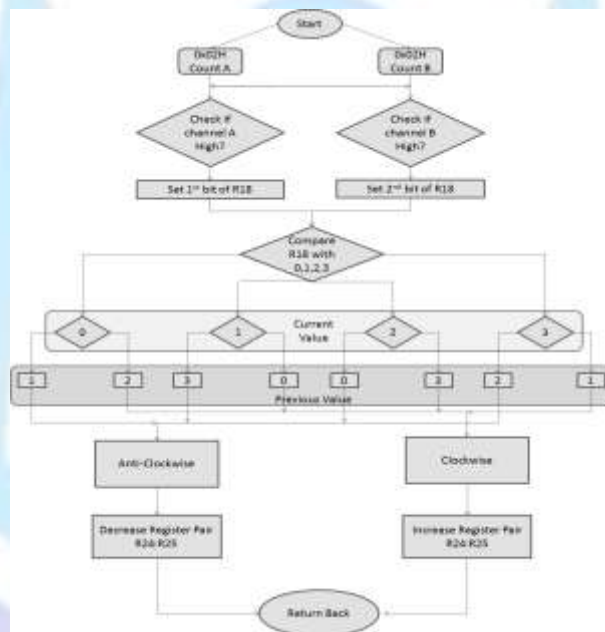 Start
0x02H
Count A
0x02H
Count B
Check if
channel A
High?
Check if
channel B
High?
Set 1st bit of R18
Set 2nd bit of R18
Compare
R18 with
0,1,2,3
0
1
2
3
Current
Value
1
2
3
0
0
3
2
1
Previous Value
Anti-Clockwise
Clockwise
Decrease Register Pair
R24:R25
Increase Register Pair
R24:R25
Return Back